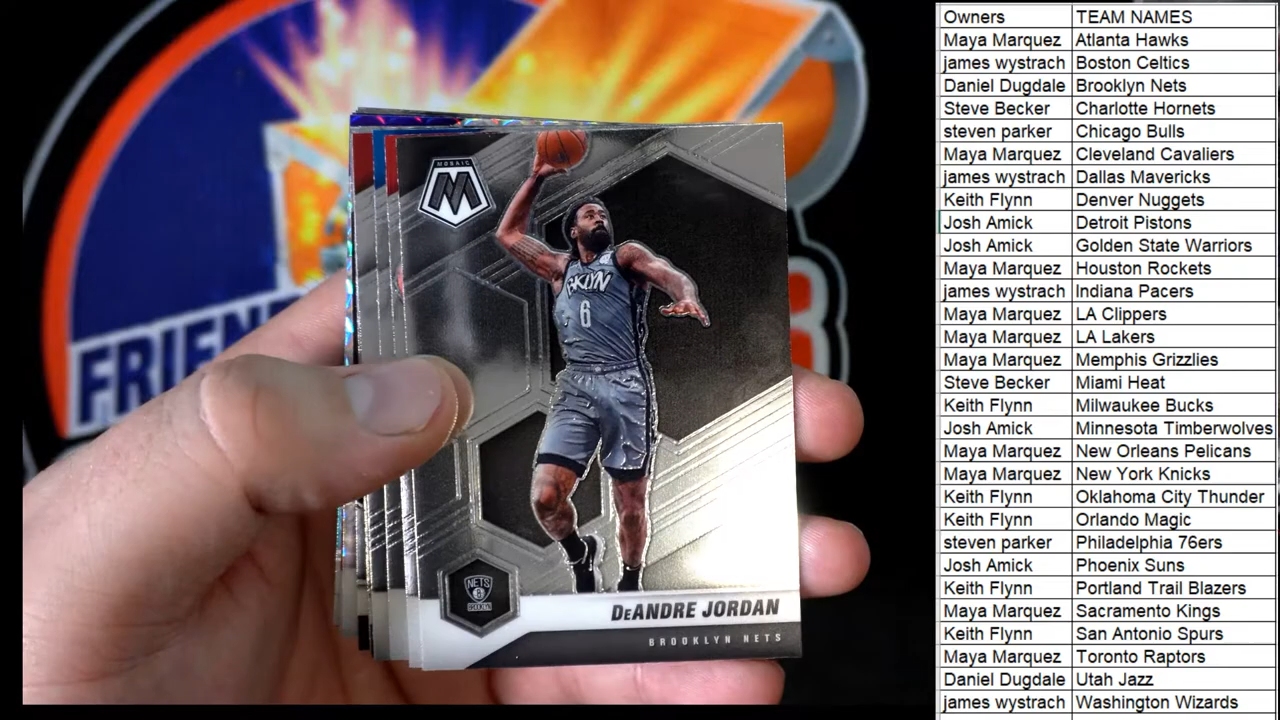 MOSAIC
M
BKLYN
6
NETS
B
BROOKLYN
DeANDRE JORDAN
BROOKLYN NETS
FRIEN
Owners TEAM NAMES
Maya Marquez Atlanta Hawks
james wystrach Boston Celtics
Daniel Dugdale Brooklyn Nets
Steve Becker Charlotte Hornets
steven parker Chicago Bulls
Maya Marquez Cleveland Cavaliers
james wystrach Dallas Mavericks
Keith Flynn Denver Nuggets
Josh Amick Detroit Pistons
Josh Amick Golden State Warriors
Maya Marquez Houston Rockets
james wystrach Indiana Pacers
Maya Marquez LA Clippers
Maya Marquez LA Lakers
Maya Marquez Memphis Grizzlies
Steve Becker Miami Heat
Keith Flynn Milwaukee Bucks
Josh Amick Minnesota Timberwolves
Maya Marquez New Orleans Pelicans
Maya Marquez New York Knicks
Keith Flynn Oklahoma City Thunder
Keith Flynn Orlando Magic
steven parker Philadelphia 76ers
Josh Amick Phoenix Suns
Keith Flynn Portland Trail Blazers
Maya Marquez Sacramento Kings
Keith Flynn San Antonio Spurs
Maya Marquez Toronto Raptors
Daniel Dugdale Utah Jazz
james wystrach Washington Wizards